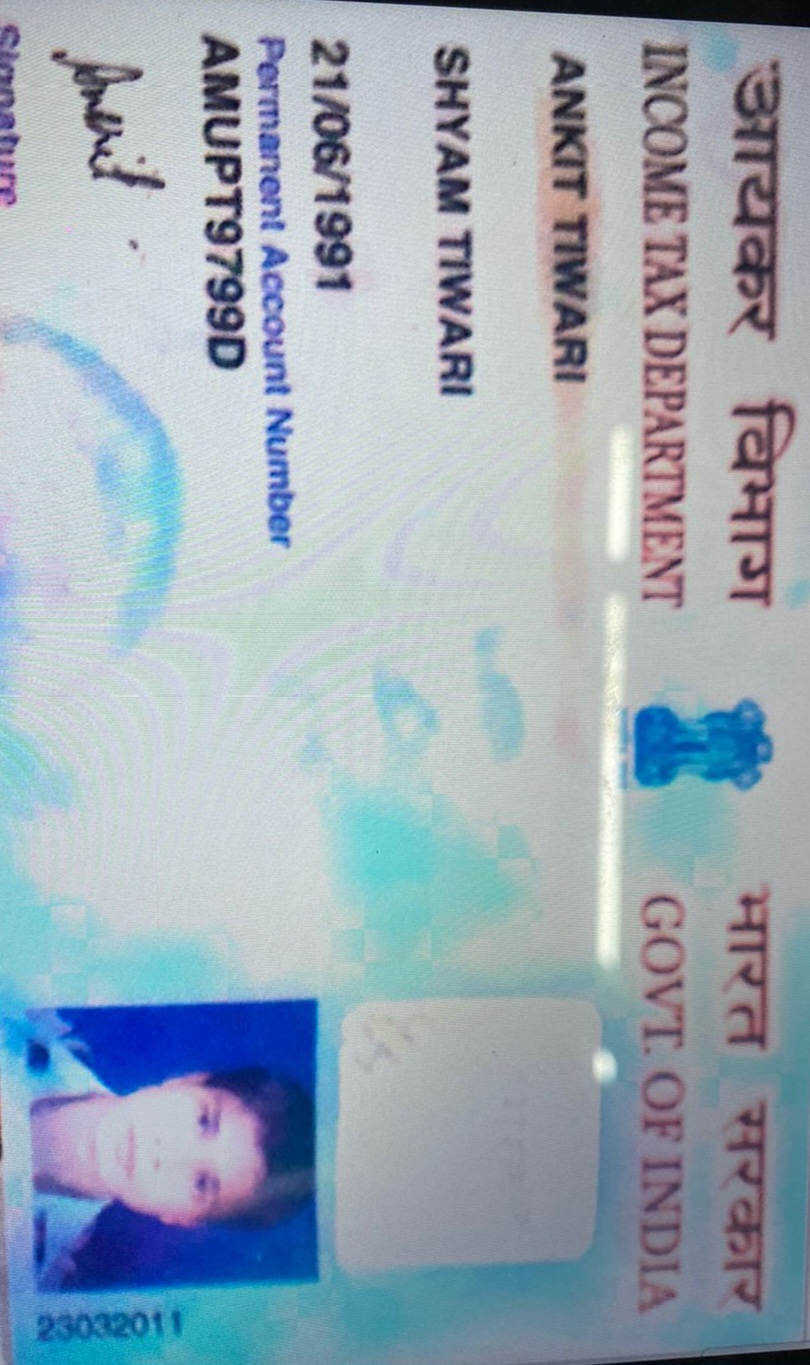 आयकर विभाग भारत सरकार
INCOME TAX DEPARTMENT GOVT. OF INDIA
ANKIT TIWARI
SHYAM TIWARI
21/06/1991
Permanent Account Number
AMUPT9799D
Signature
23032011